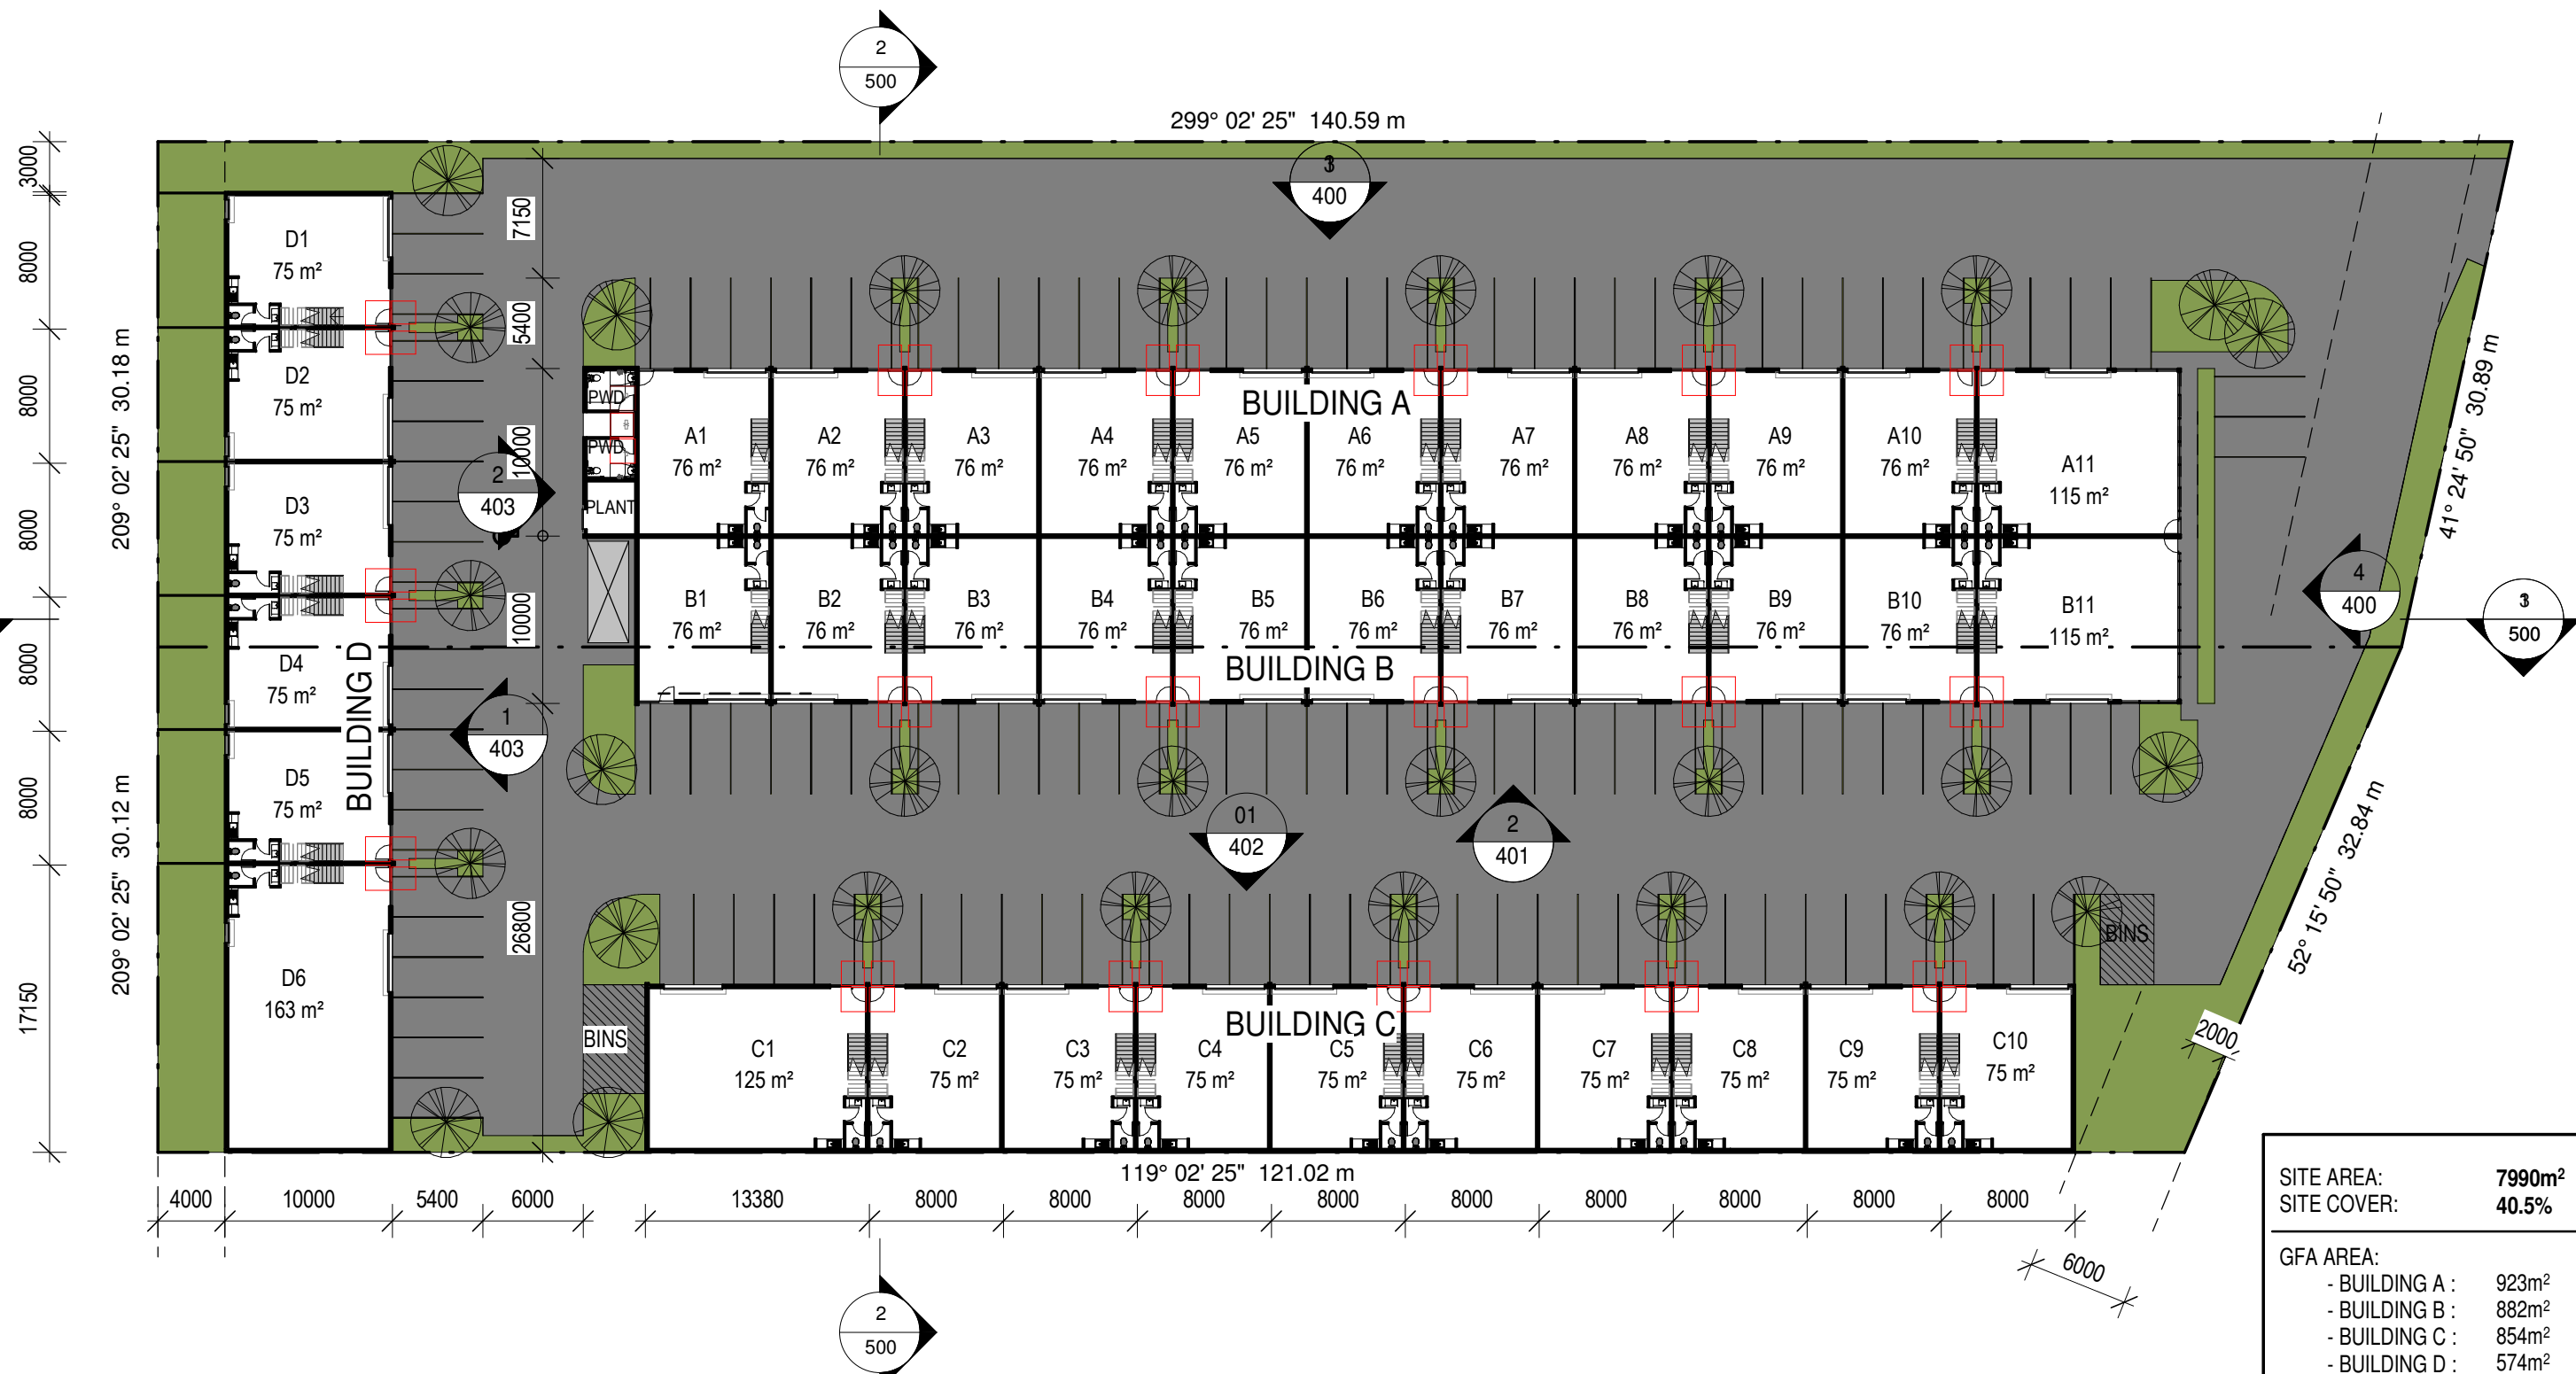 2
500
299° 02' 25" 140.59 m
3
400
3000
8000
8000
8000
8000
8000
17150
209° 02' 25" 30.18 m
209° 02' 25" 30.12 m
7150
5400
10000
10000
26800
D1
75 m²
D2
75 m²
D3
75 m²
D4
75 m²
D5
75 m²
D6
163 m²
BUILDING D
2
403
1
403
PWD
PWD
PLANT
BUILDING A
A1
76 m²
A2
76 m²
A3
76 m²
A4
76 m²
A5
76 m²
A6
76 m²
A7
76 m²
A8
76 m²
A9
76 m²
A10
76 m²
A11
115 m²
B1
76 m²
B2
76 m²
B3
76 m²
B4
76 m²
B5
76 m²
B6
76 m²
B7
76 m²
B8
76 m²
B9
76 m²
B10
76 m²
B11
115 m²
BUILDING B
41° 24' 50" 30.89 m
4
400
3
500
52° 15' 50" 32.84 m
01
402
2
401
BINS
BINS
BUILDING C
C1
125 m²
C2
75 m²
C3
75 m²
C4
75 m²
C5
75 m²
C6
75 m²
C7
75 m²
C8
75 m²
C9
75 m²
C10
75 m²
2000
119° 02' 25" 121.02 m
4000 10000 5400 6000 13380 8000 8000 8000 8000 8000 8000 8000 8000 8000
6000
2
500
SITE AREA: 7990m²
SITE COVER: 40.5%
GFA AREA:
- BUILDING A : 923m²
- BUILDING B : 882m²
- BUILDING C : 854m²
- BUILDING D : 574m²